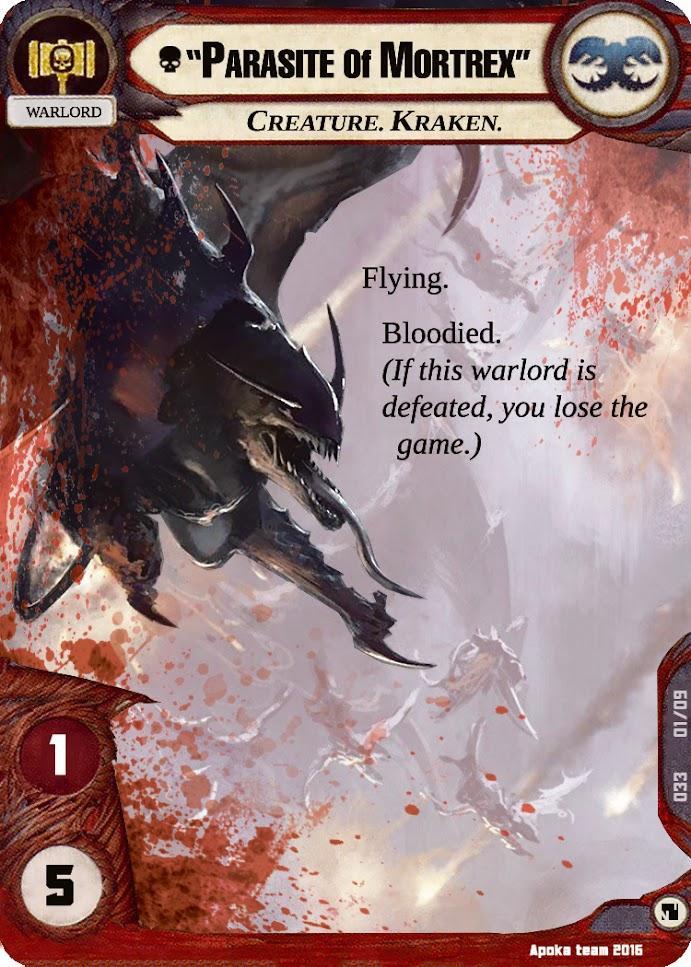 "Parasite of Mortrex"
WARLORD
Creature. Kraken.
Flying.
Bloodied.
(If this warlord is
defeated, you lose the
game.)
01/09
033
1
5
Apoka team 2016